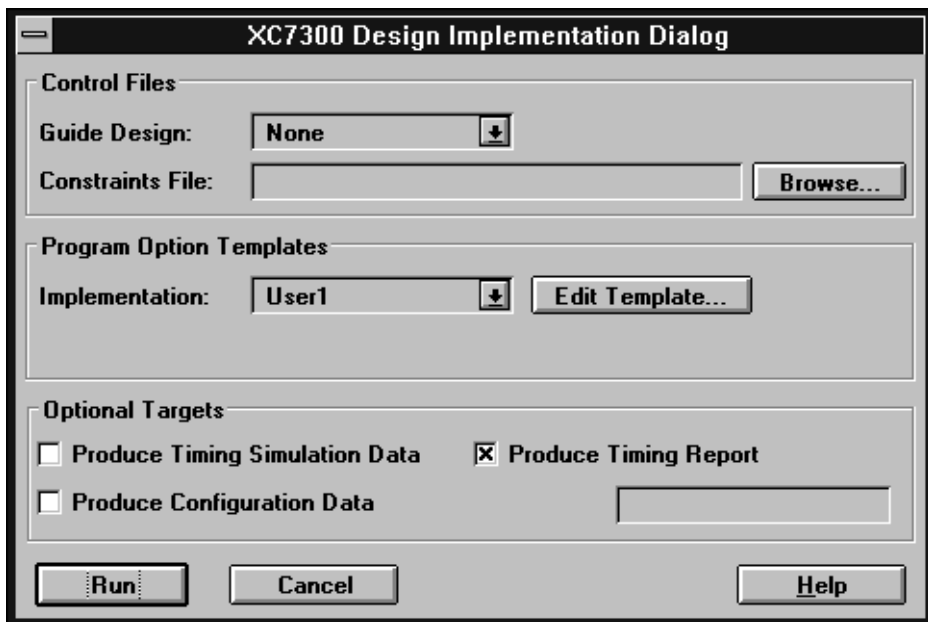 XC7300 Design Implementation Dialog
Control Files
Guide Design: None
Constraints File: Browse...
Program Option Templates
Implementation: User1 Edit Template...
Optional Targets
Produce Timing Simulation Data Produce Timing Report
Produce Configuration Data
Run Cancel Help